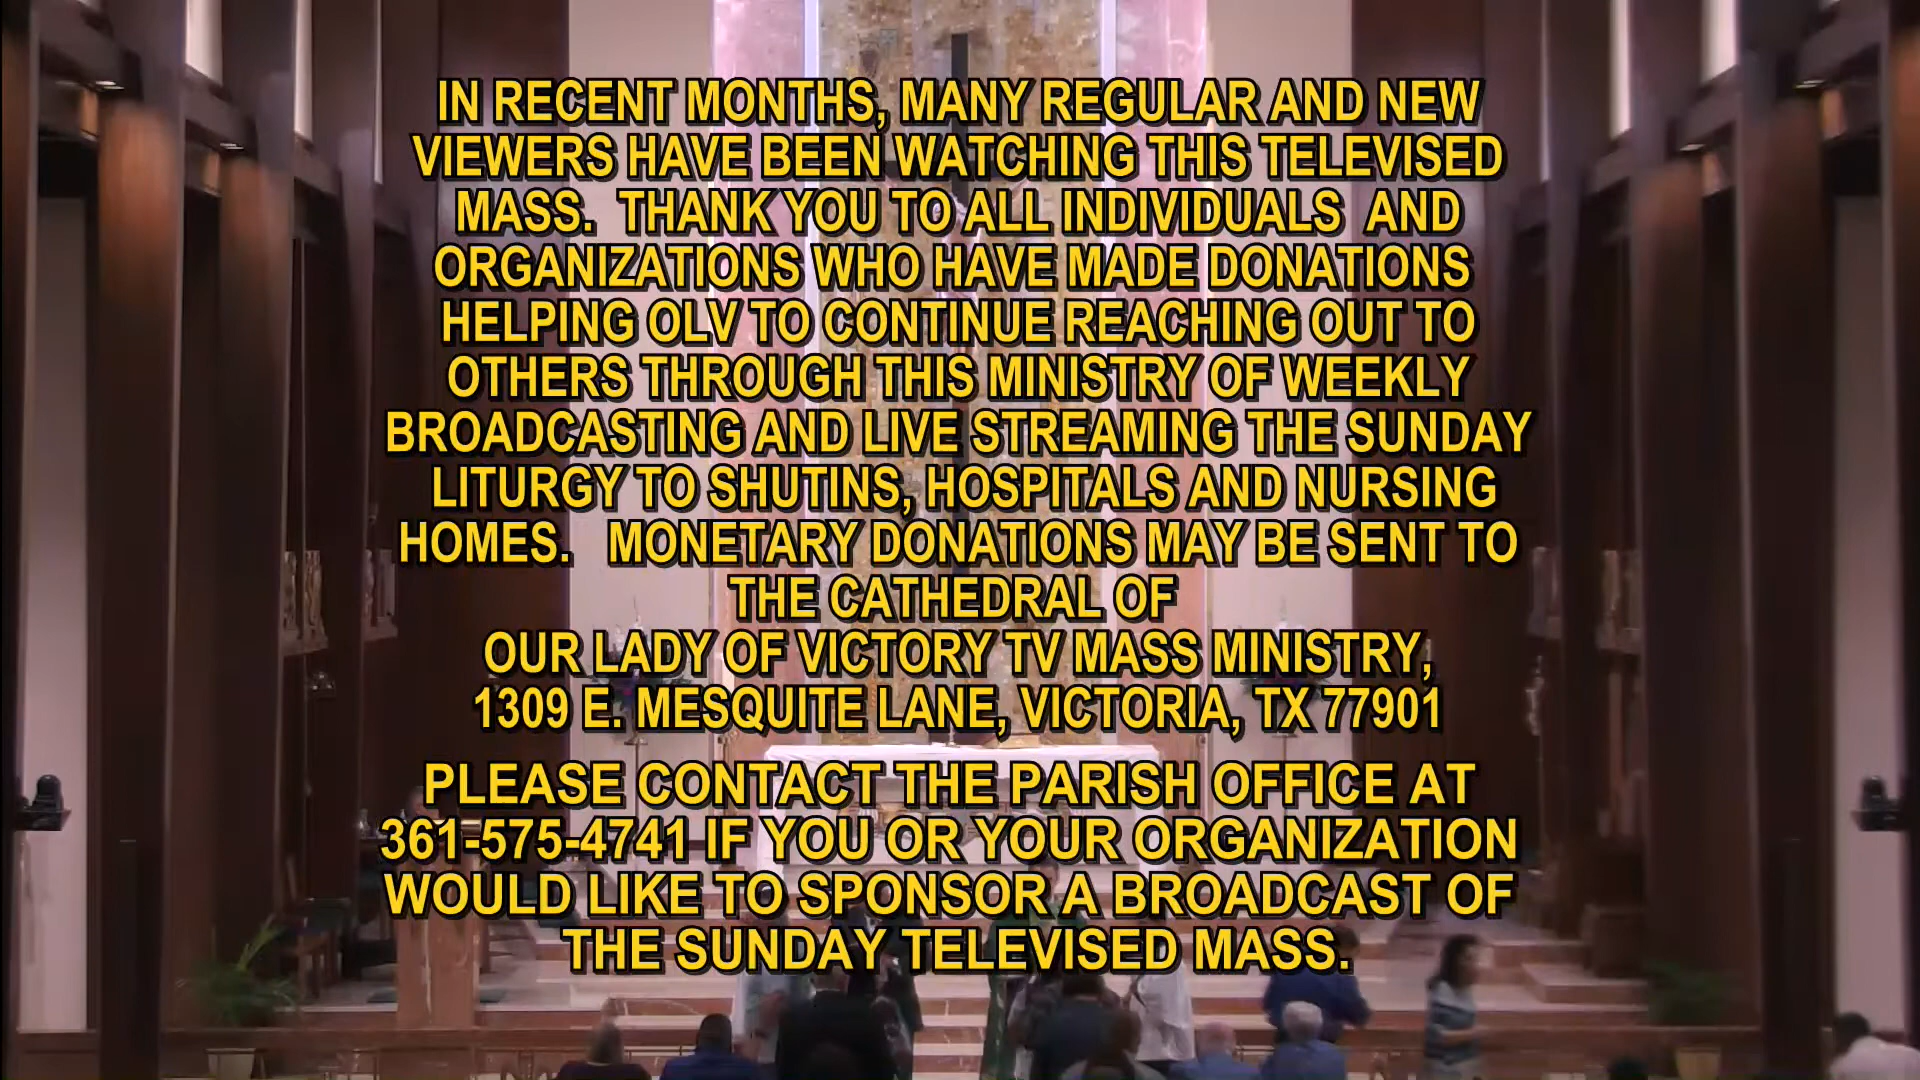 IN RECENT MONTHS, MANY REGULAR AND NEW
VIEWERS HAVE BEEN WATCHING THIS TELEVISED
MASS.  THANK YOU TO ALL INDIVIDUALS  AND
ORGANIZATIONS WHO HAVE MADE DONATIONS
HELPING OLV TO CONTINUE REACHING OUT TO
OTHERS THROUGH THIS MINISTRY OF WEEKLY
BROADCASTING AND LIVE STREAMING THE SUNDAY
LITURGY TO SHUTINS, HOSPITALS AND NURSING
HOMES.   MONETARY DONATIONS MAY BE SENT TO
THE CATHEDRAL OF
OUR LADY OF VICTORY TV MASS MINISTRY,
1309 E. MESQUITE LANE, VICTORIA, TX 77901
PLEASE CONTACT THE PARISH OFFICE AT
361-575-4741 IF YOU OR YOUR ORGANIZATION
WOULD LIKE TO SPONSOR A BROADCAST OF
THE SUNDAY TELEVISED MASS.